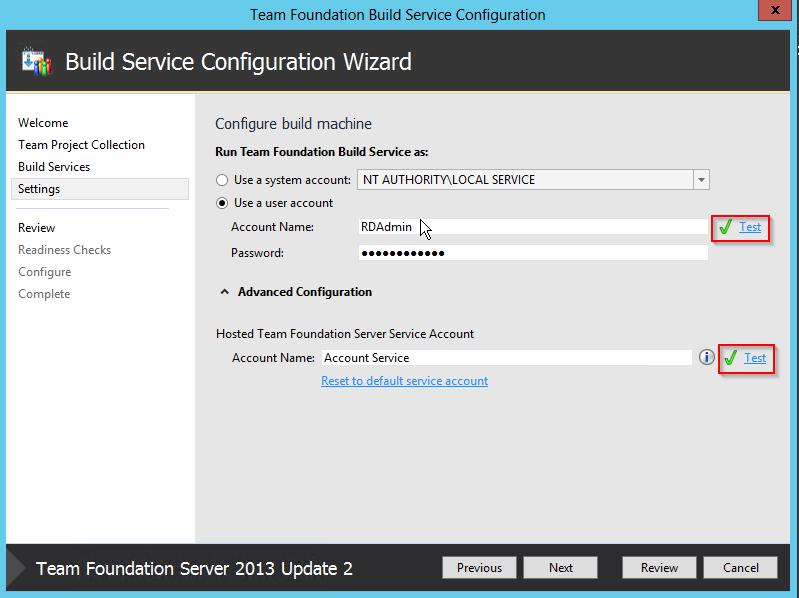 Team Foundation Build Service Configuration
x
Build Service Configuration Wizard
Welcome
Team Project Collection
Build Services
Settings
Review
Readiness Checks
Configure
Complete
Configure build machine
Run Team Foundation Build Service as:
Use a system account: NT AUTHORITY\LOCAL SERVICE
Use a user account
Account Name: RDAdmin Test
Password: ●●●●●●●●●●●●
Advanced Configuration
Hosted Team Foundation Server Service Account
Account Name: Account Service i Test
Reset to default service account
Team Foundation Server 2013 Update 2
Previous Next Review Cancel